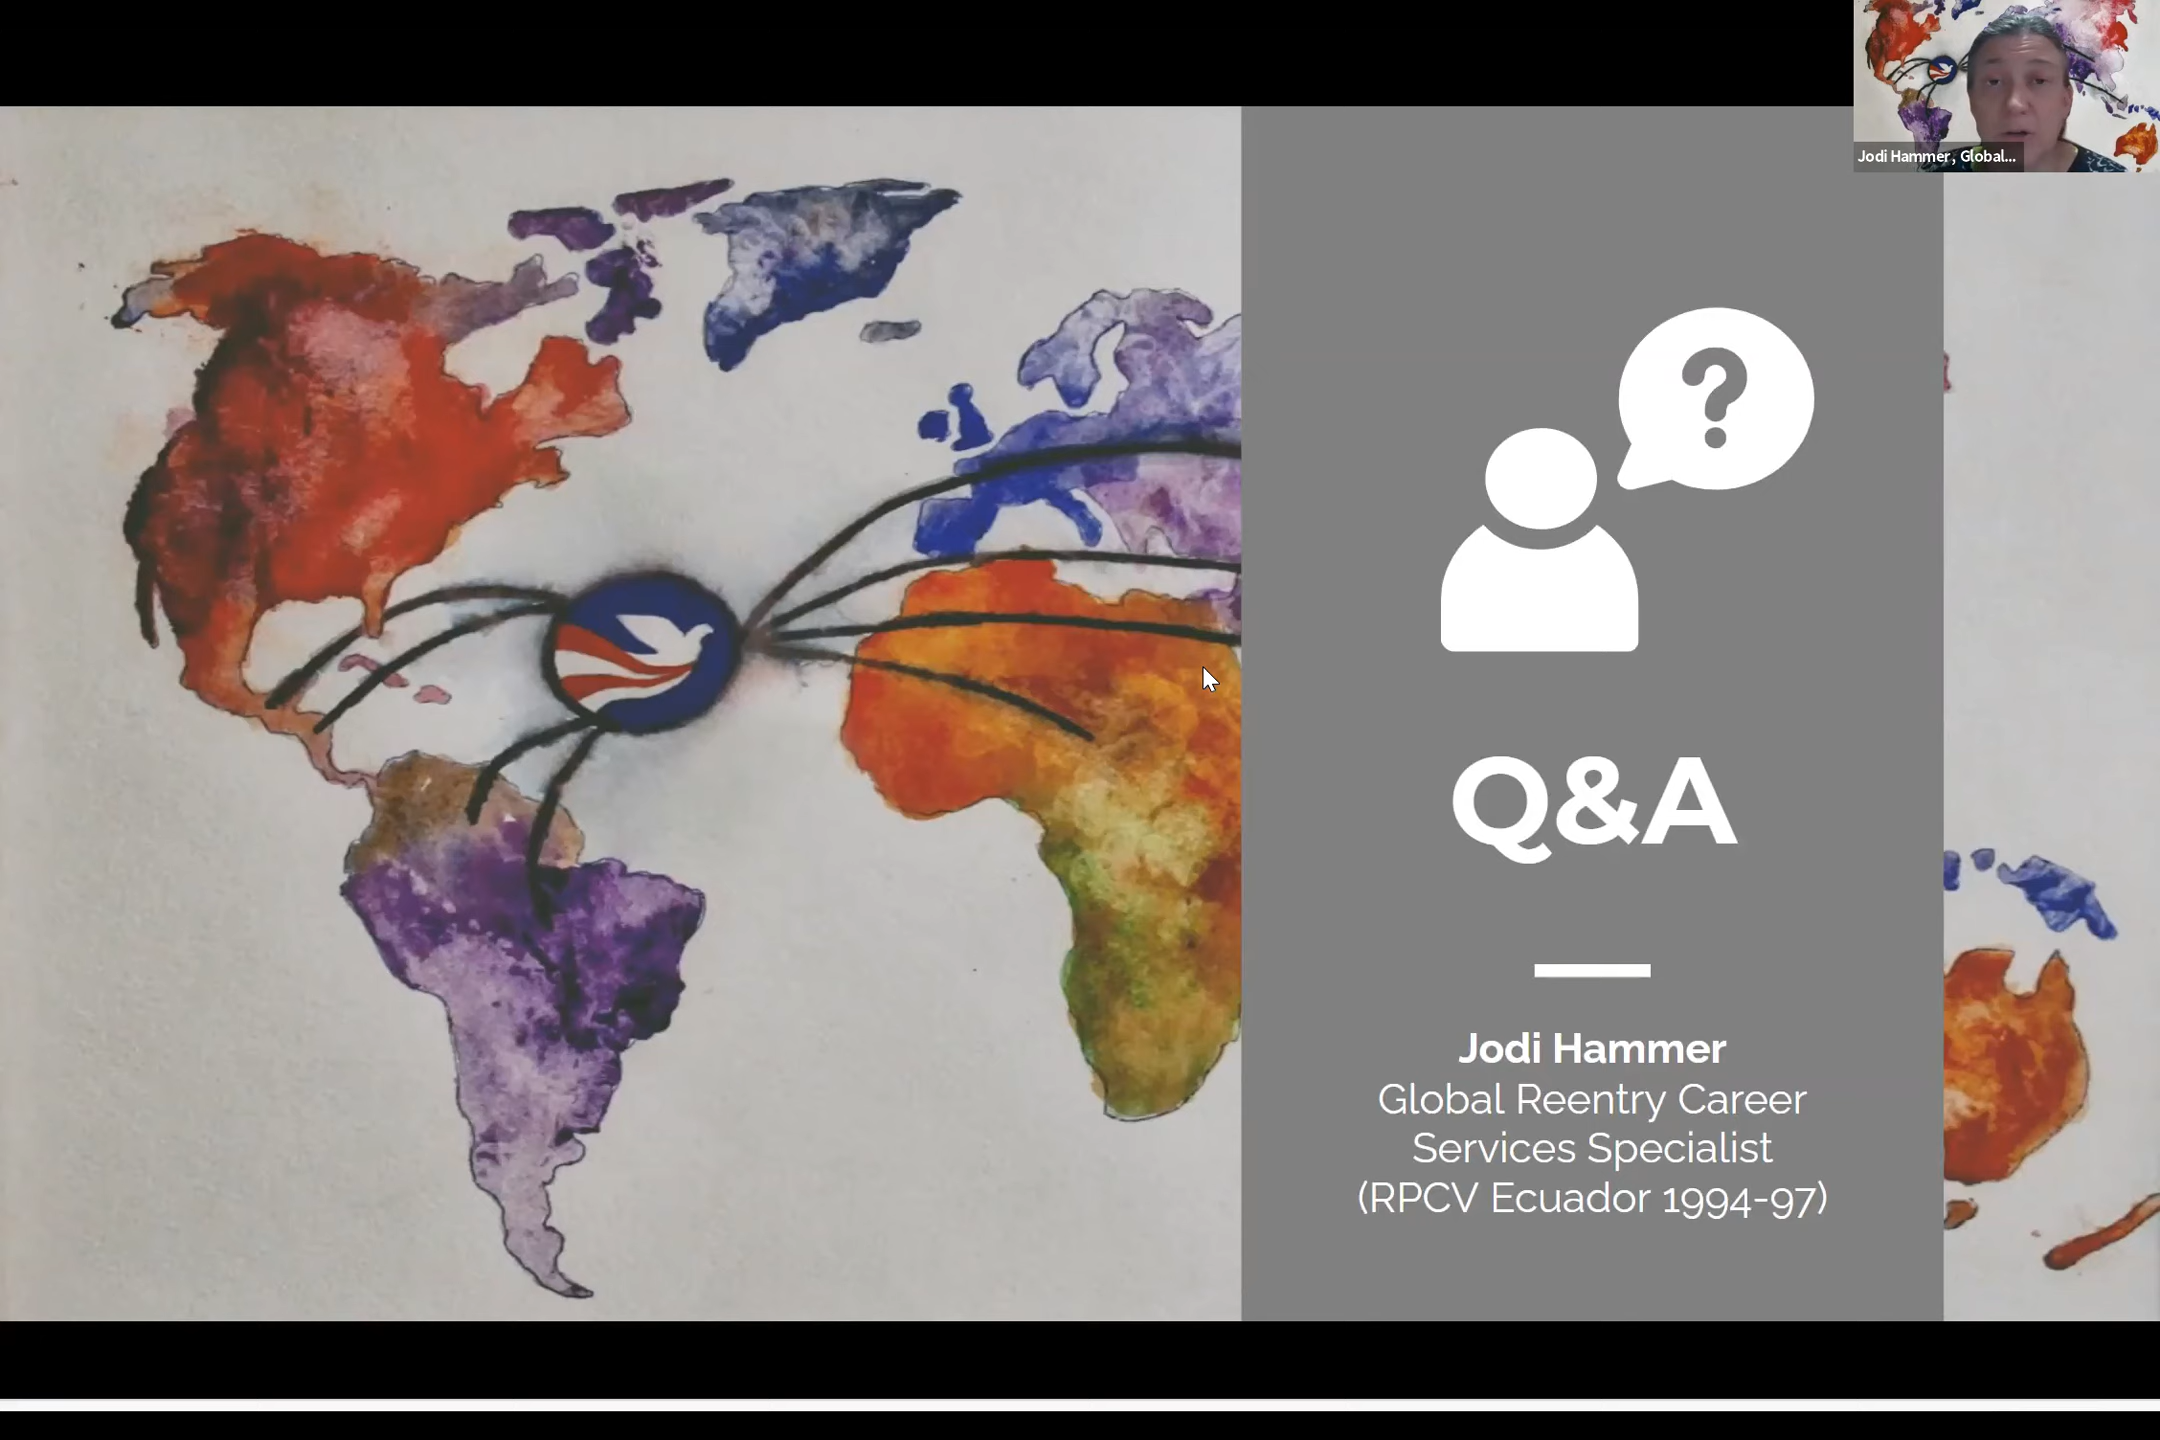 Jodi Hammer, Global...
Q&A
Jodi Hammer
Global Reentry Career
Services Specialist
(RPCV Ecuador 1994-97)